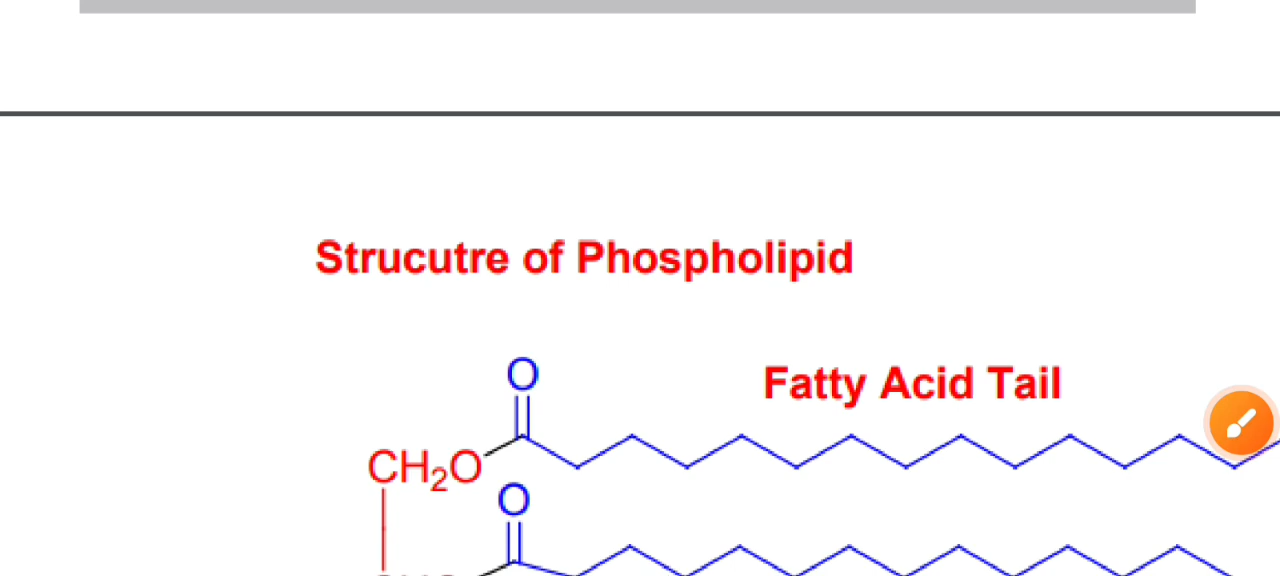 Strucutre of Phospholipid
O
Fatty Acid Tail
CH₂O
O